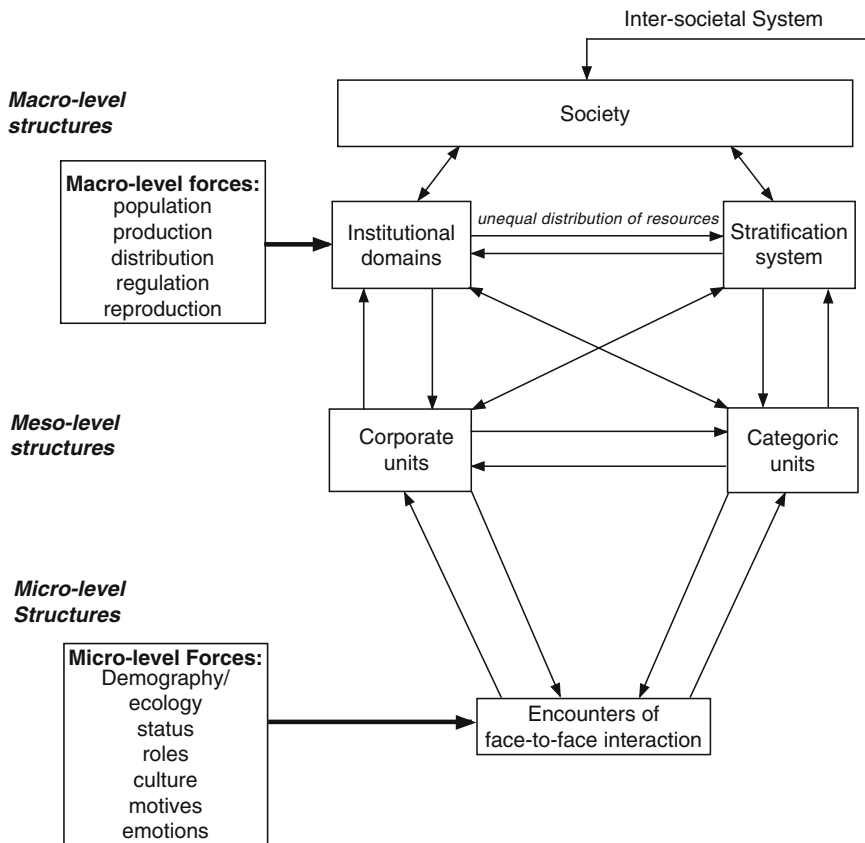 Inter-societal System
Macro-level
structures
Society
Macro-level forces:
population
production
distribution
regulation
reproduction
Institutional
domains
unequal distribution of resources
Stratification
system
Meso-level
structures
Corporate
units
Categoric
units
Micro-level
Structures
Micro-level Forces:
Demography/
ecology
status
roles
culture
motives
emotions
Encounters of
face-to-face interaction